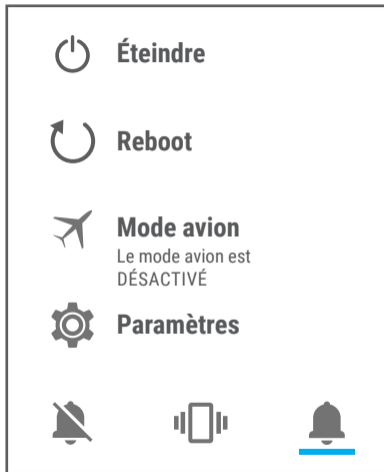 Éteindre
Reboot
Mode avion
Le mode avion est
DÉSACTIVÉ
Paramètres